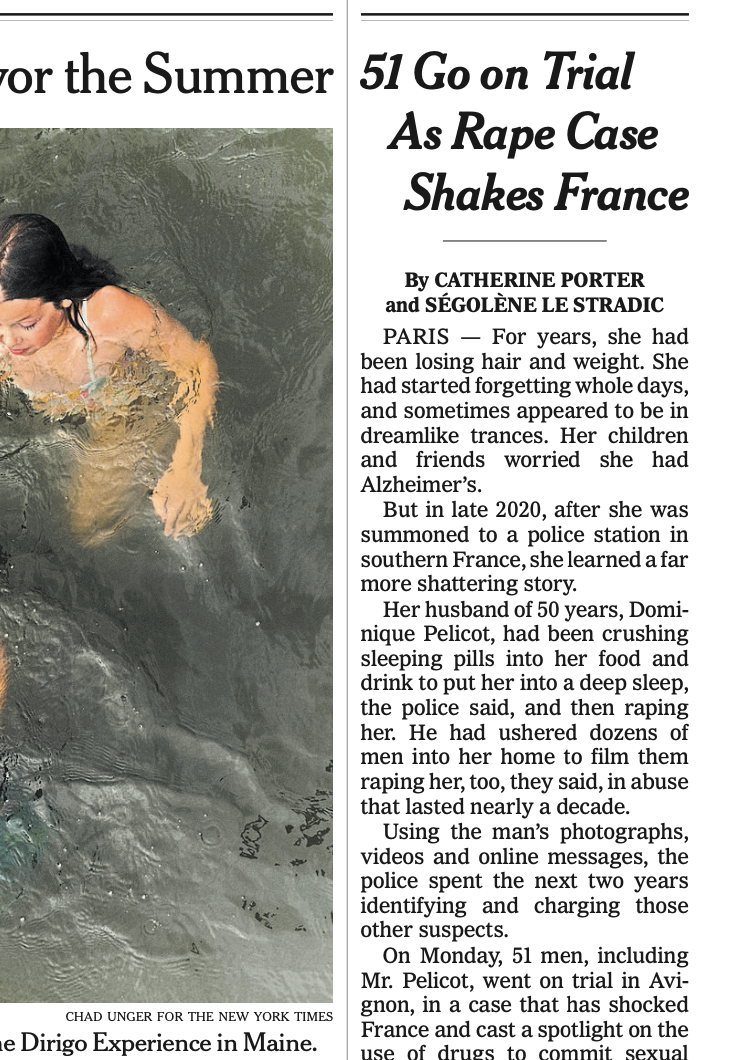 vor the Summer
CHAD UNGER FOR THE NEW YORK TIMES
he Dirigo Experience in Maine.
51 Go on Trial
As Rape Case
Shakes France
By CATHERINE PORTER
and SÉGOLÈNE LE STRADIC
PARIS — For years, she had
been losing hair and weight. She
had started forgetting whole days,
and sometimes appeared to be in
dreamlike trances. Her children
and friends worried she had
Alzheimer’s.
But in late 2020, after she was
summoned to a police station in
southern France, she learned a far
more shattering story.
Her husband of 50 years, Domi-
nique Pelicot, had been crushing
sleeping pills into her food and
drink to put her into a deep sleep,
the police said, and then raping
her. He had ushered dozens of
men into her home to film them
raping her, too, they said, in abuse
that lasted nearly a decade.
Using the man’s photographs,
videos and online messages, the
police spent the next two years
identifying and charging those
other suspects.
On Monday, 51 men, including
Mr. Pelicot, went on trial in Avi-
gnon, in a case that has shocked
France and cast a spotlight on the
use of drugs to commit sexual